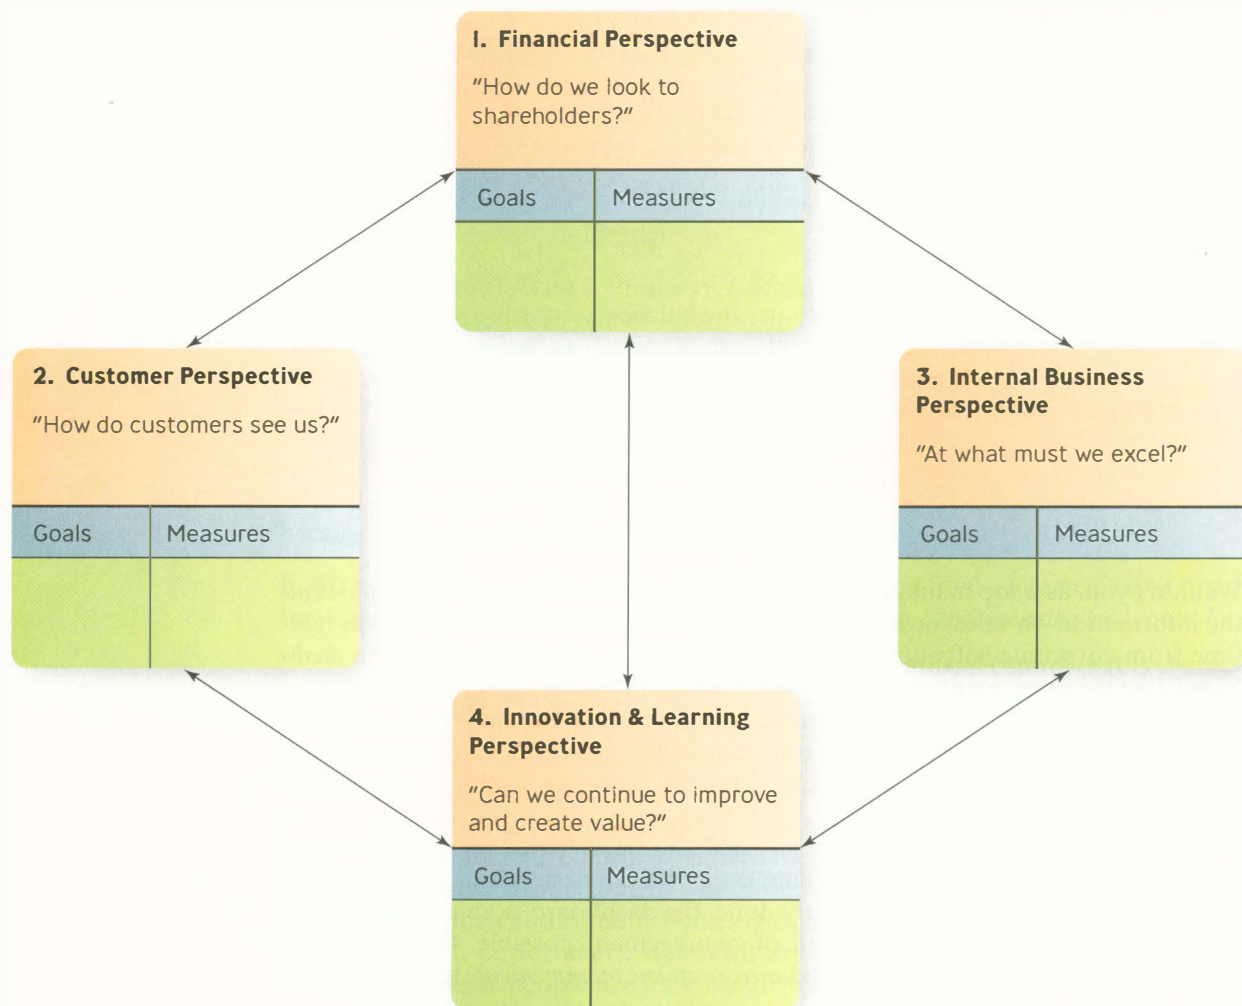 1. Financial Perspective
"How do we look to
shareholders?"
Goals Measures
2. Customer Perspective
"How do customers see us?"
Goals Measures
3. Internal Business
Perspective
"At what must we excel?"
Goals Measures
4. Innovation & Learning
Perspective
"Can we continue to improve
and create value?"
Goals Measures